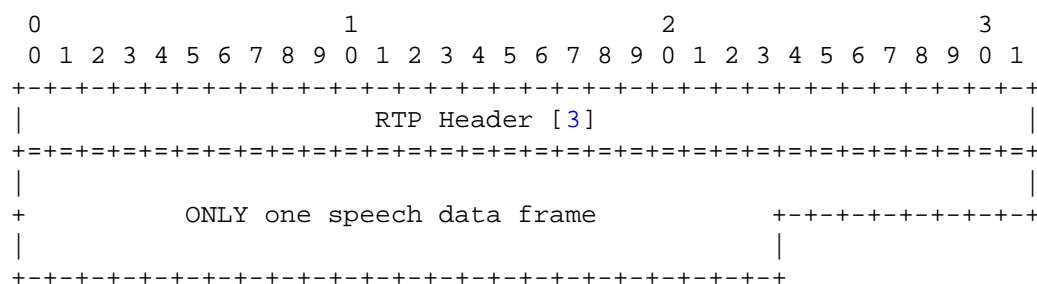 0                   1                   2                   3
 0 1 2 3 4 5 6 7 8 9 0 1 2 3 4 5 6 7 8 9 0 1 2 3 4 5 6 7 8 9 0 1
+-+-+-+-+-+-+-+-+-+-+-+-+-+-+-+-+-+-+-+-+-+-+-+-+-+-+-+-+-+-+-+-+
|                      RTP Header [3]                           |
+=+=+=+=+=+=+=+=+=+=+=+=+=+=+=+=+=+=+=+=+=+=+=+=+=+=+=+=+=+=+=+=+
|                                                               |
+          ONLY one speech data frame           +-+-+-+-+-+-+-+-+
|                                               |
+-+-+-+-+-+-+-+-+-+-+-+-+-+-+-+-+-+-+-+-+-+-+-+-+